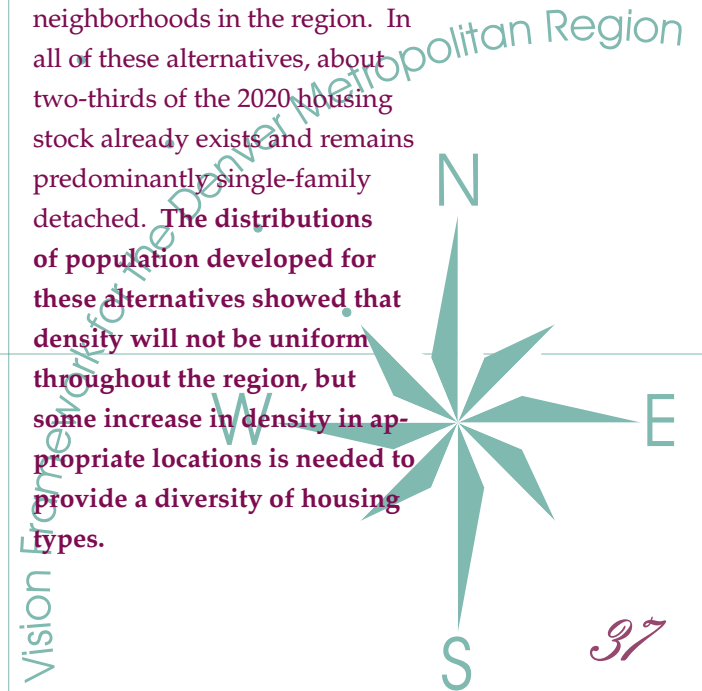 neighborhoods in the region.  In
all of these alternatives, about
two-thirds of the 2020 housing
stock already exists and remains
predominantly single-family
detached.  The distributions
of population developed for
these alternatives showed that
density will not be uniform
throughout the region, but
some increase in density in ap-
propriate locations is needed to
provide a diversity of housing
types.
Vision Framework for the Denver Metropolitan Region
N
W
E
S
37